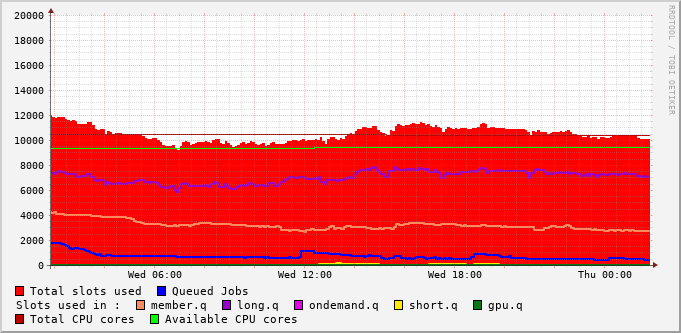 20000
18000
16000
14000
12000
10000
8000
6000
4000
2000
0
Wed 06:00 Wed 12:00 Wed 18:00 Thu 00:00
Total slots used Queued Jobs
Slots used in : member.q long.q ondemand.q short.q gpu.q
Total CPU cores Available CPU cores
RRDTOOL / TOBI OETIKER